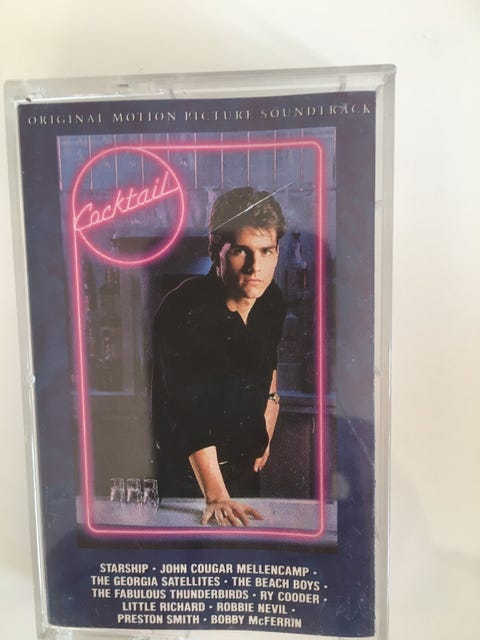 ORIGINAL MOTION PICTURE SOUNDTRACK
Cocktail
STARSHIP · JOHN COUGAR MELLENCAMP ·
THE GEORGIA SATELLITES · THE BEACH BOYS ·
THE FABULOUS THUNDERBIRDS · RY COODER ·
LITTLE RICHARD · ROBBIE NEVIL ·
PRESTON SMITH · BOBBY McFERRIN